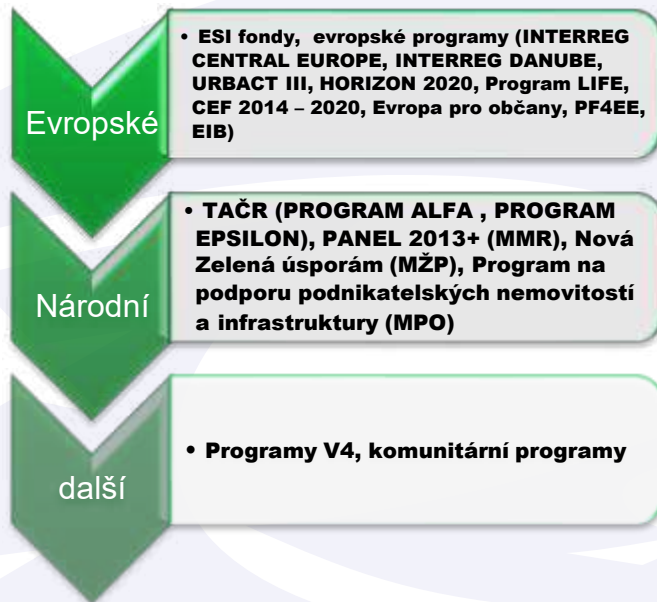 Evropské
• ESI fondy, evropské programy (INTERREG
CENTRAL EUROPE, INTERREG DANUBE,
URBACT III, HORIZON 2020, Program LIFE,
CEF 2014 – 2020, Evropa pro občany, PF4EE,
EIB)
Národní
• TAČR (PROGRAM ALFA , PROGRAM
EPSILON), PANEL 2013+ (MMR), Nová
Zelená úsporám (MŽP), Program na
podporu podnikatelských nemovitostí
a infrastruktury (MPO)
další
• Programy V4, komunitární programy